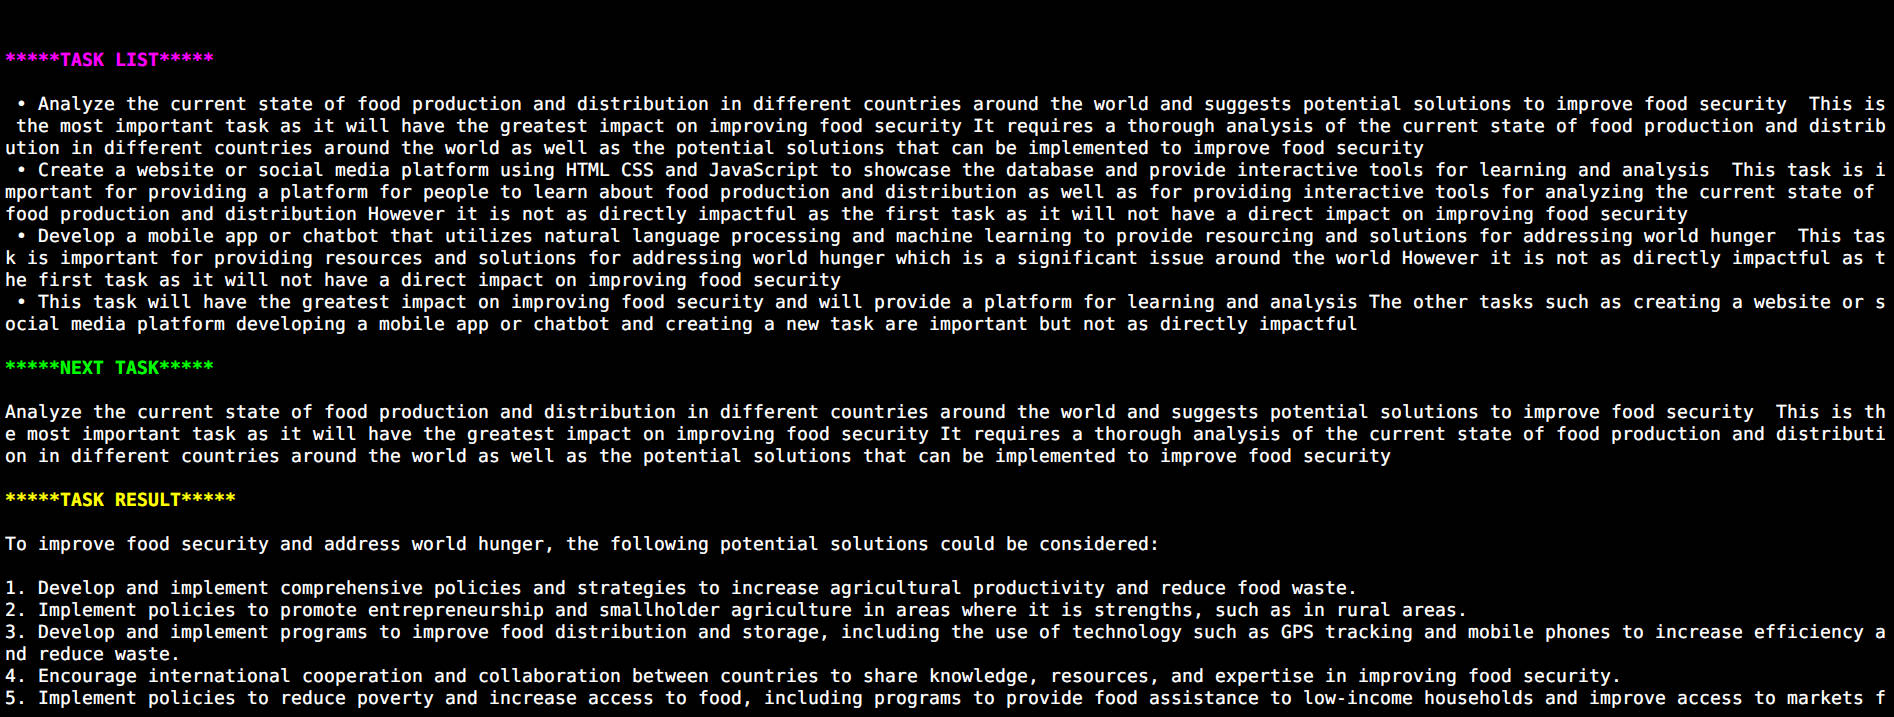 *****TASK LIST*****
• Analyze the current state of food production and distribution in different countries around the world and suggests potential solutions to improve food security  This is
 the most important task as it will have the greatest impact on improving food security It requires a thorough analysis of the current state of food production and distrib
ution in different countries around the world as well as the potential solutions that can be implemented to improve food security
• Create a website or social media platform using HTML CSS and JavaScript to showcase the database and provide interactive tools for learning and analysis  This task is i
mportant for providing a platform for people to learn about food production and distribution as well as for providing interactive tools for analyzing the current state of
food production and distribution However it is not as directly impactful as the first task as it will not have a direct impact on improving food security
• Develop a mobile app or chatbot that utilizes natural language processing and machine learning to provide resourcing and solutions for addressing world hunger  This tas
k is important for providing resources and solutions for addressing world hunger which is a significant issue around the world However it is not as directly impactful as t
he first task as it will not have a direct impact on improving food security
• This task will have the greatest impact on improving food security and will provide a platform for learning and analysis The other tasks such as creating a website or s
ocial media platform developing a mobile app or chatbot and creating a new task are important but not as directly impactful
*****NEXT TASK*****
Analyze the current state of food production and distribution in different countries around the world and suggests potential solutions to improve food security  This is th
e most important task as it will have the greatest impact on improving food security It requires a thorough analysis of the current state of food production and distributi
on in different countries around the world as well as the potential solutions that can be implemented to improve food security
*****TASK RESULT*****
To improve food security and address world hunger, the following potential solutions could be considered:
1. Develop and implement comprehensive policies and strategies to increase agricultural productivity and reduce food waste.
2. Implement policies to promote entrepreneurship and smallholder agriculture in areas where it is strengths, such as in rural areas.
3. Develop and implement programs to improve food distribution and storage, including the use of technology such as GPS tracking and mobile phones to increase efficiency a
nd reduce waste.
4. Encourage international cooperation and collaboration between countries to share knowledge, resources, and expertise in improving food security.
5. Implement policies to reduce poverty and increase access to food, including programs to provide food assistance to low-income households and improve access to markets f